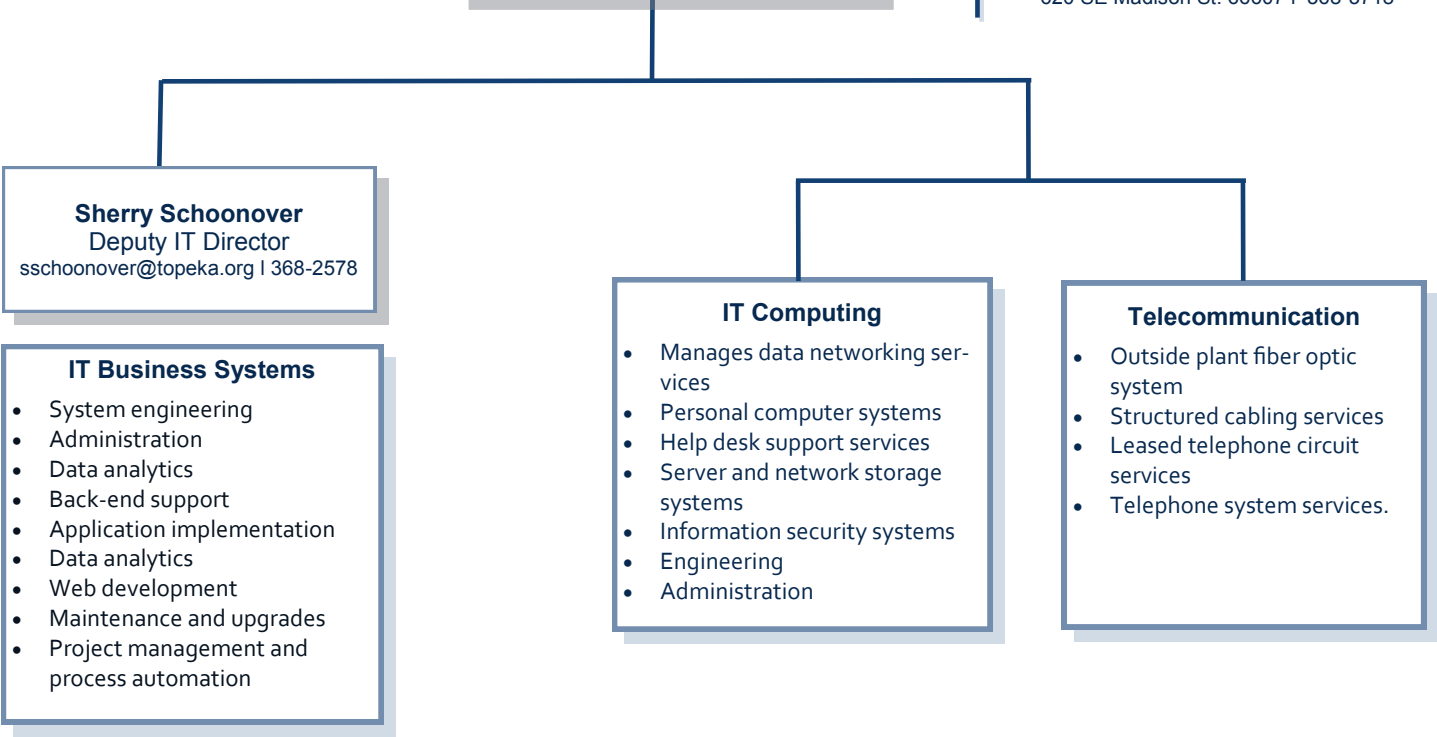 Sherry Schoonover
Deputy IT Director
sschoonover@topeka.org l 368-2578
IT Business Systems
• System engineering
• Administration
• Data analytics
• Back-end support
• Application implementation
• Data analytics
• Web development
• Maintenance and upgrades
• Project management and
process automation
IT Computing
• Manages data networking ser-
vices
• Personal computer systems
• Help desk support services
• Server and network storage
systems
• Information security systems
• Engineering
• Administration
Telecommunication
• Outside plant fiber optic
system
• Structured cabling services
• Leased telephone circuit
services
• Telephone system services.